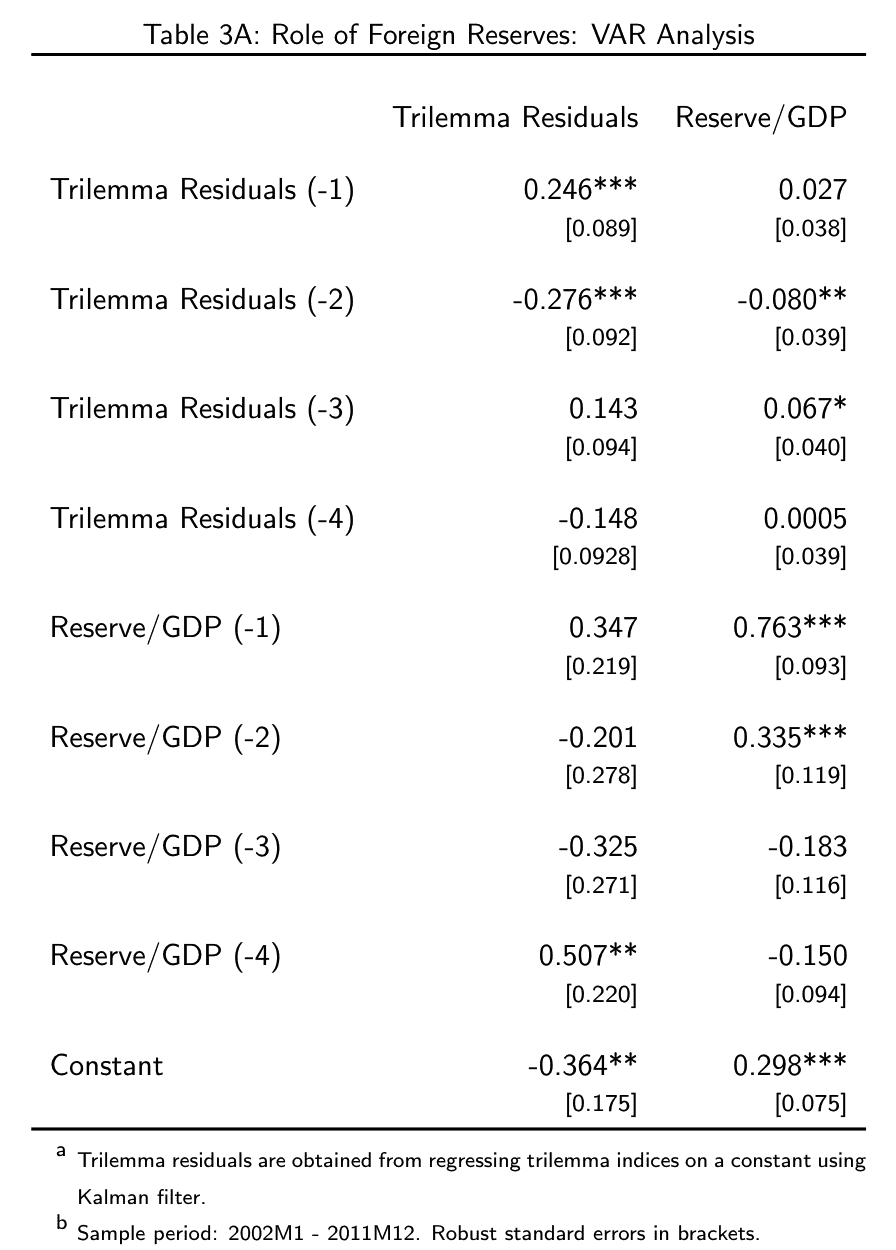 Table 3A: Role of Foreign Reserves: VAR Analysis
Trilemma Residuals Reserve/GDP
Trilemma Residuals (-1) 0.246*** 0.027
[0.089] [0.038]
Trilemma Residuals (-2) -0.276*** -0.080**
[0.092] [0.039]
Trilemma Residuals (-3) 0.143 0.067*
[0.094] [0.040]
Trilemma Residuals (-4) -0.148 0.0005
[0.0928] [0.039]
Reserve/GDP (-1) 0.347 0.763***
[0.219] [0.093]
Reserve/GDP (-2) -0.201 0.335***
[0.278] [0.119]
Reserve/GDP (-3) -0.325 -0.183
[0.271] [0.116]
Reserve/GDP (-4) 0.507** -0.150
[0.220] [0.094]
Constant -0.364** 0.298***
[0.175] [0.075]
a Trilemma residuals are obtained from regressing trilemma indices on a constant using
Kalman filter.
b Sample period: 2002M1 - 2011M12. Robust standard errors in brackets.